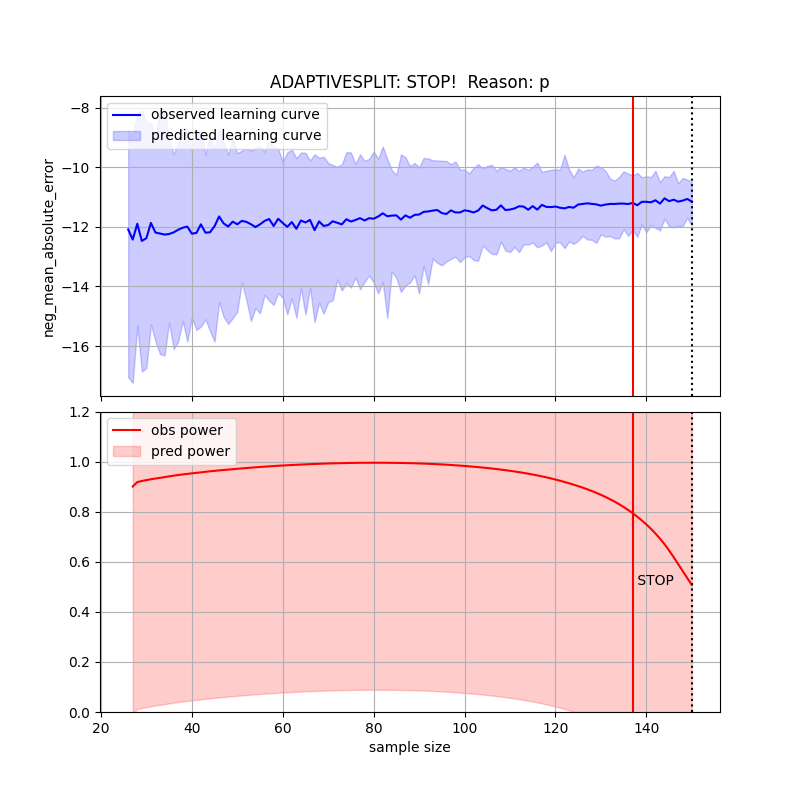 ADAPTIVESPLIT: STOP!  Reason: p
observed learning curve
predicted learning curve
neg_mean_absolute_error
−8
−10
−12
−14
−16
obs power
pred power
1.2
1.0
0.8
0.6
0.4
0.2
0.0
STOP
20 40 60 80 100 120 140
sample size